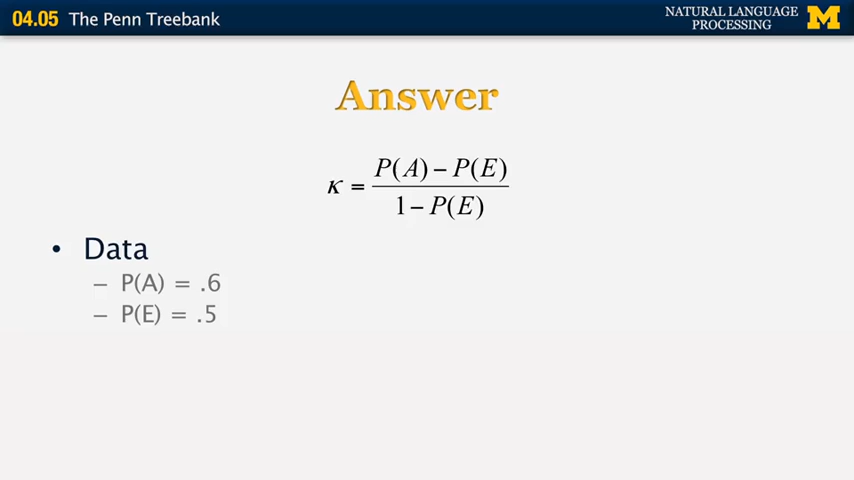 04.05 The Penn Treebank
NATURAL LANGUAGE
PROCESSING
M
Answer
κ = P(A) − P(E) / 1 − P(E)
• Data
– P(A) = .6
– P(E) = .5